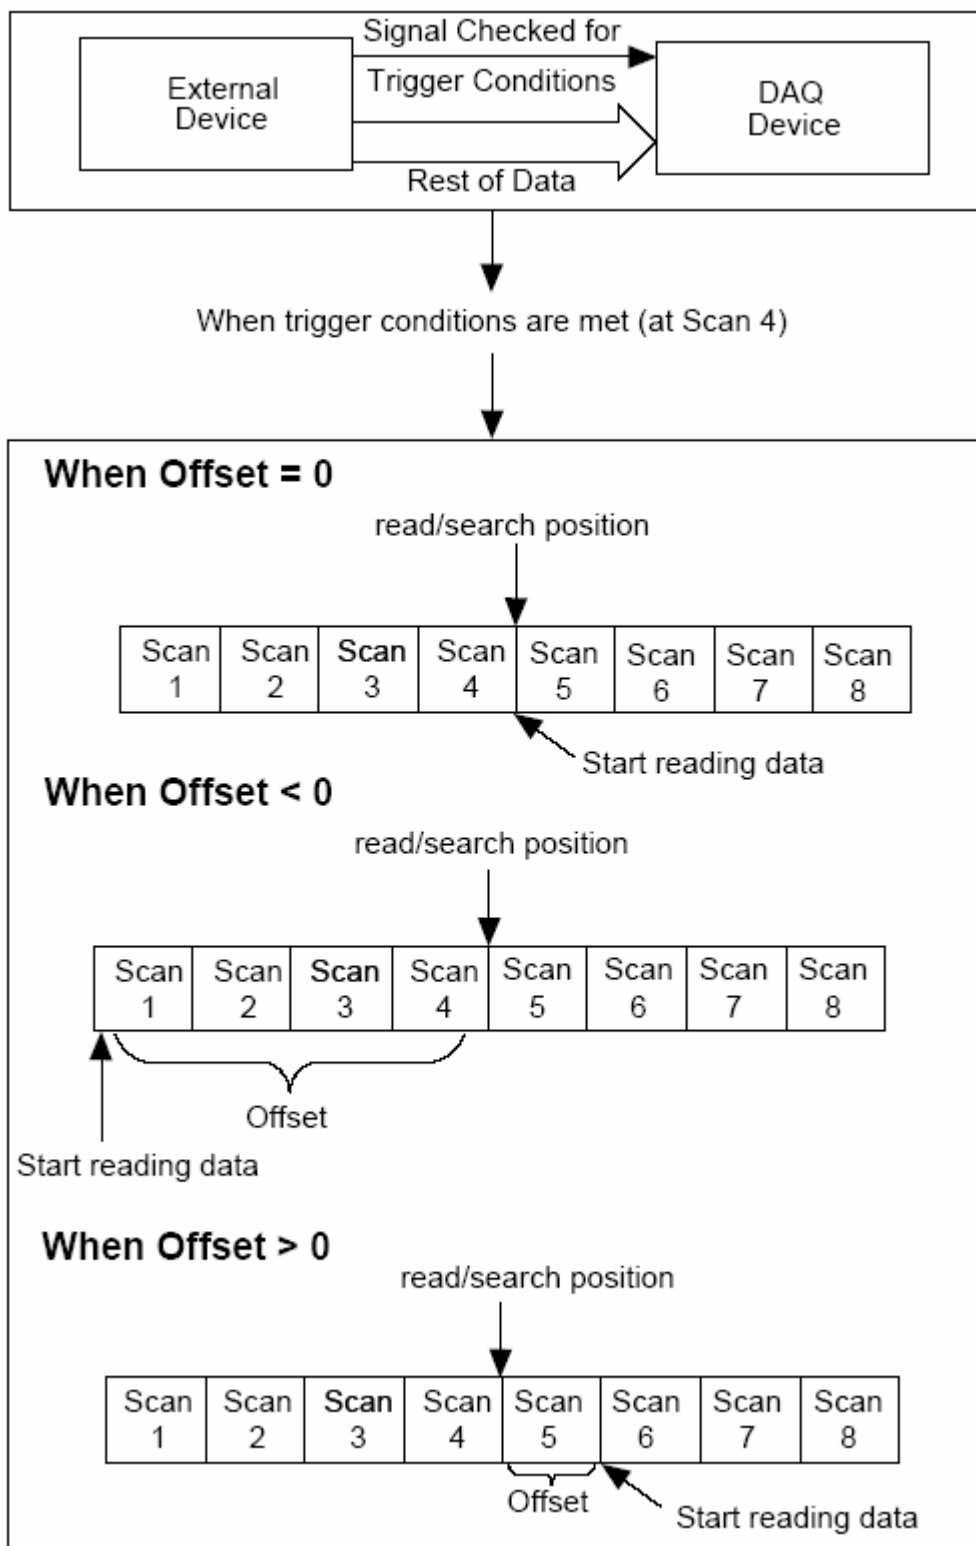 Signal Checked for
Trigger Conditions
External
Device
DAQ
Device
Rest of Data
When trigger conditions are met (at Scan 4)
When Offset = 0
read/search position
Scan Scan Scan Scan Scan Scan Scan Scan
1 2 3 4 5 6 7 8
Start reading data
When Offset < 0
read/search position
Scan Scan Scan Scan Scan Scan Scan Scan
1 2 3 4 5 6 7 8
Offset
Start reading data
When Offset > 0
read/search position
Scan Scan Scan Scan Scan Scan Scan Scan
1 2 3 4 5 6 7 8
Offset
Start reading data